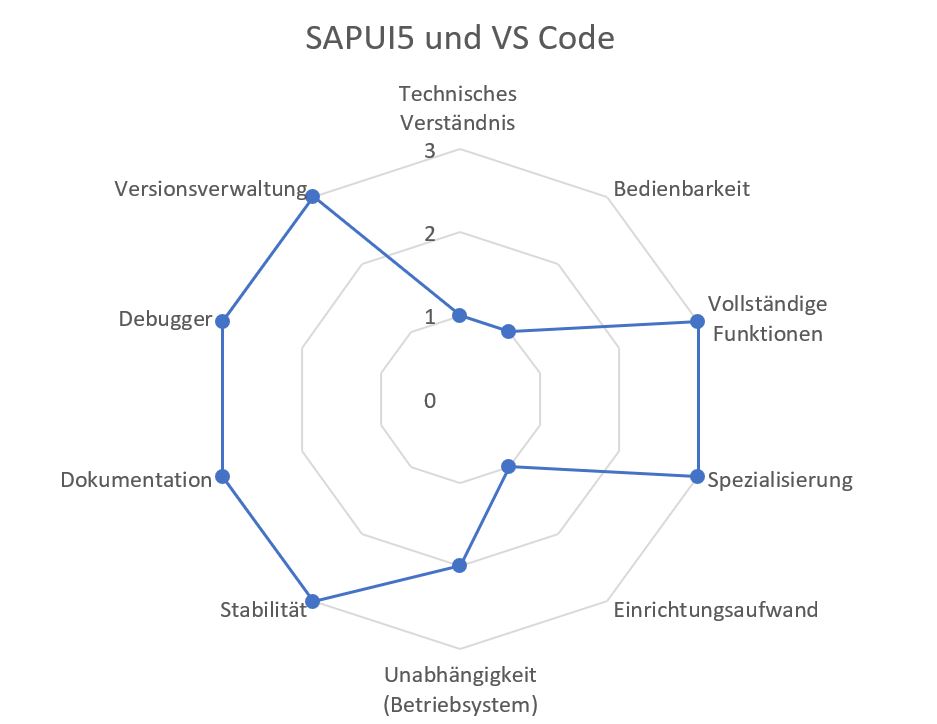 SAPUI5 und VS Code
Technisches
Verständnis
3
Versionsverwaltung
Bedienbarkeit
2
Vollständige
Funktionen
Debugger
1
0
Dokumentation
Spezialisierung
Stabilität
Einrichtungsaufwand
Unabhängigkeit
(Betriebsystem)